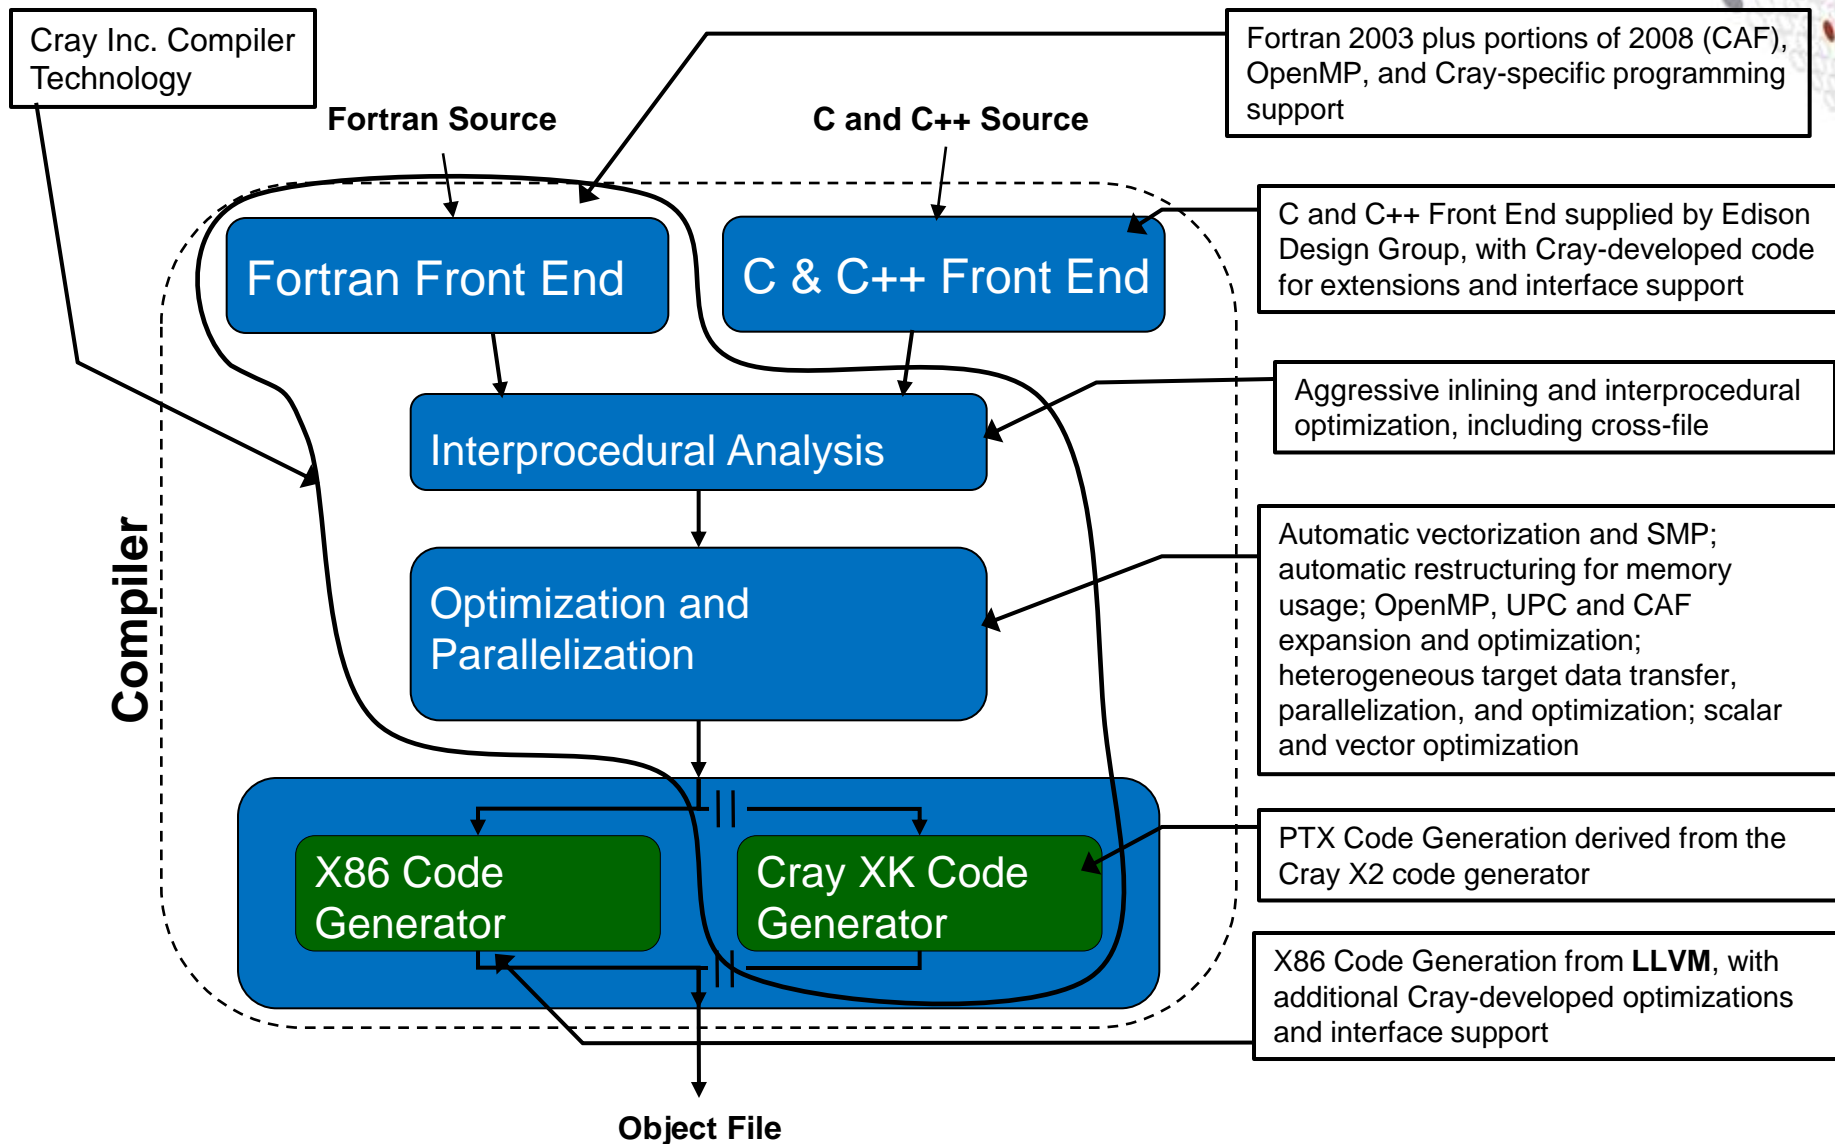 Cray Inc. Compiler
Technology
Fortran 2003 plus portions of 2008 (CAF),
OpenMP, and Cray-specific programming
support
Fortran Source
C and C++ Source
C and C++ Front End supplied by Edison
Design Group, with Cray-developed code
for extensions and interface support
Fortran Front End
C & C++ Front End
Aggressive inlining and interprocedural
optimization, including cross-file
Interprocedural Analysis
Compiler
Automatic vectorization and SMP;
automatic restructuring for memory
usage; OpenMP, UPC and CAF
expansion and optimization;
heterogeneous target data transfer,
parallelization, and optimization; scalar
and vector optimization
Optimization and
Parallelization
X86 Code
Generator
Cray XK Code
Generator
PTX Code Generation derived from the
Cray X2 code generator
X86 Code Generation from LLVM, with
additional Cray-developed optimizations
and interface support
Object File